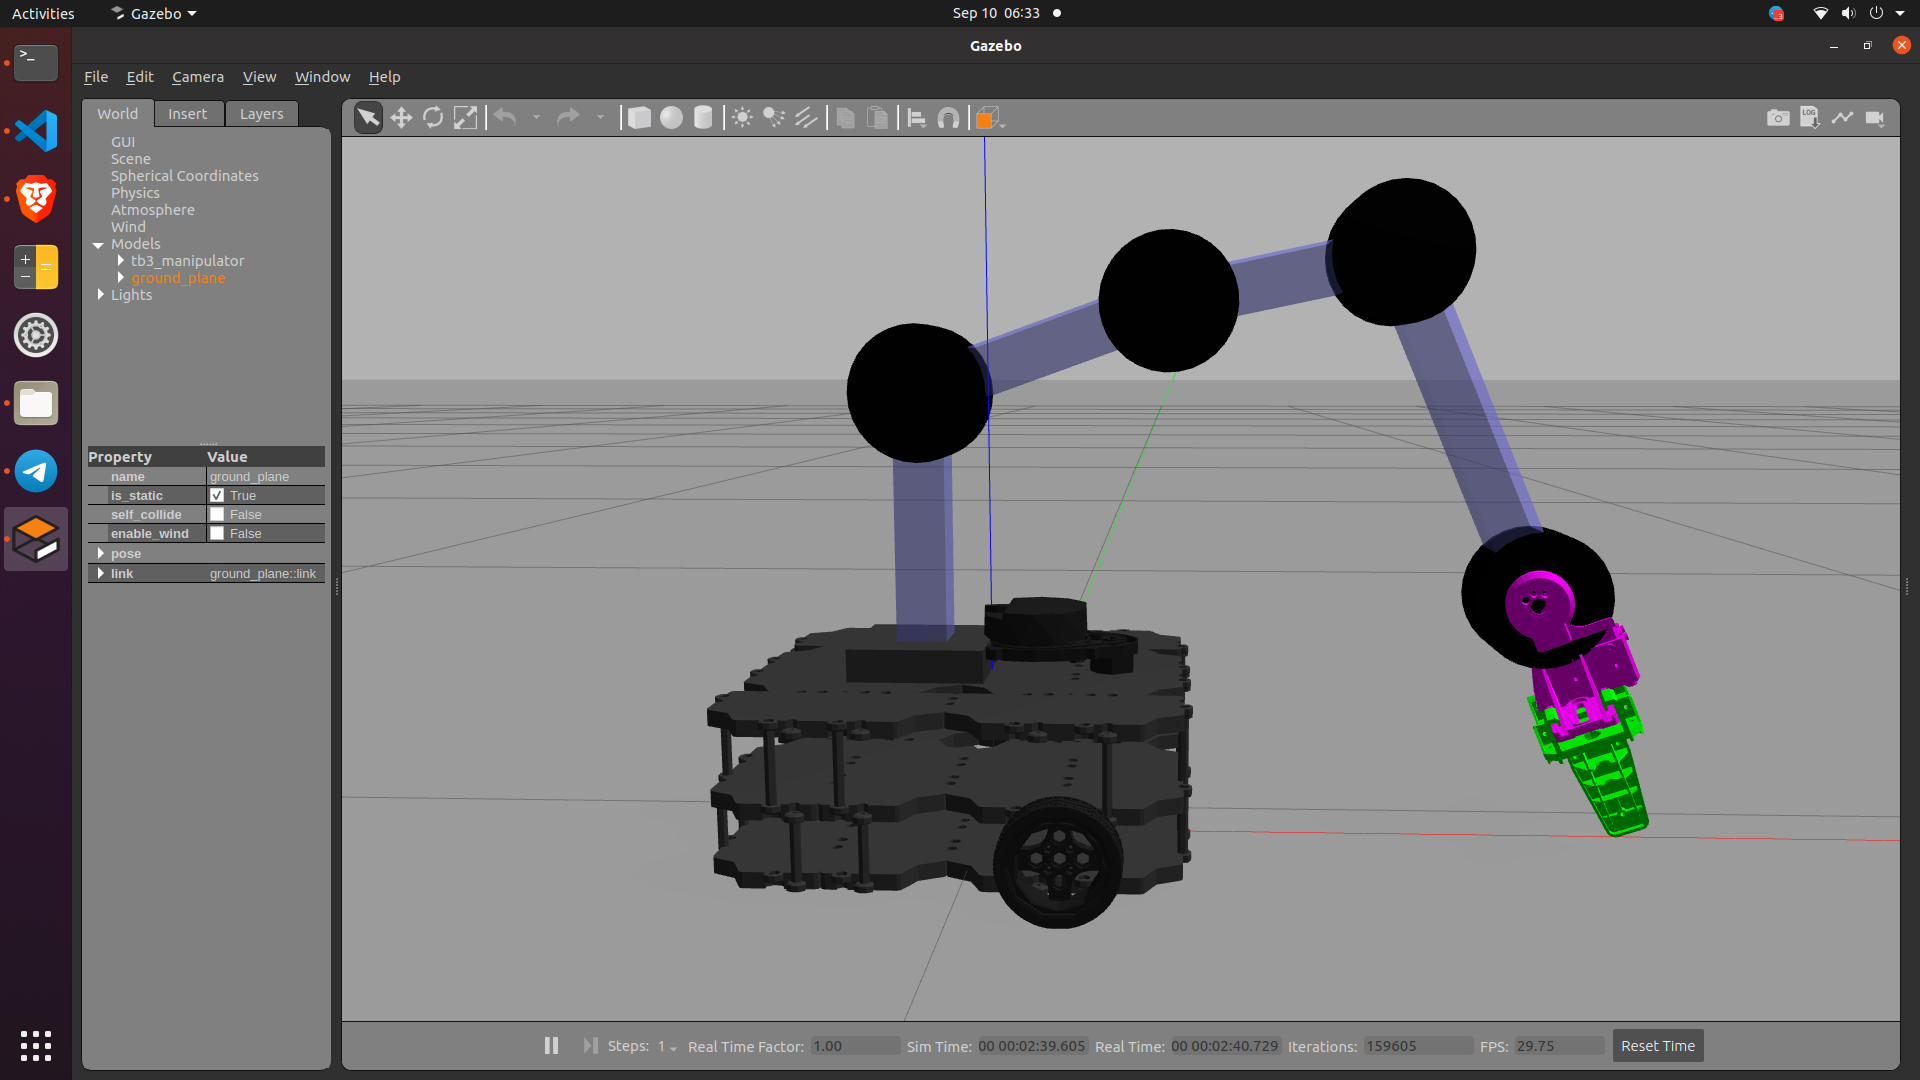 Activities
Gazebo
Sep 10 06:33
Gazebo
File Edit Camera View Window Help
World Insert Layers
GUI
Scene
Spherical Coordinates
Physics
Atmosphere
Wind
Models
tb3_manipulator
ground_plane
Lights
Property Value
name ground_plane
is_static True
self_collide False
enable_wind False
pose
link ground_plane::link
LOG
Steps: 1 Real Time Factor: 1.00 Sim Time: 00 00:02:39.605 Real Time: 00 00:02:40.729 Iterations: 159605 FPS: 29.75 Reset Time